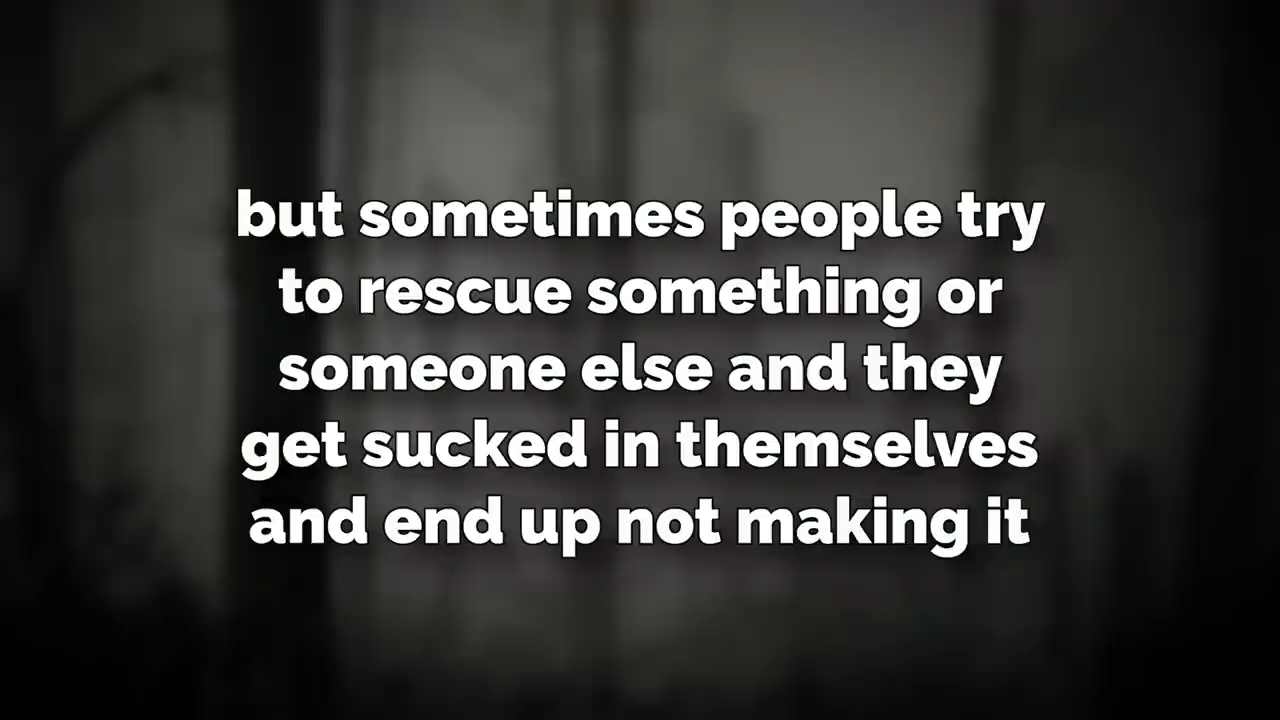 but sometimes people try
to rescue something or
someone else and they
get sucked in themselves
and end up not making it